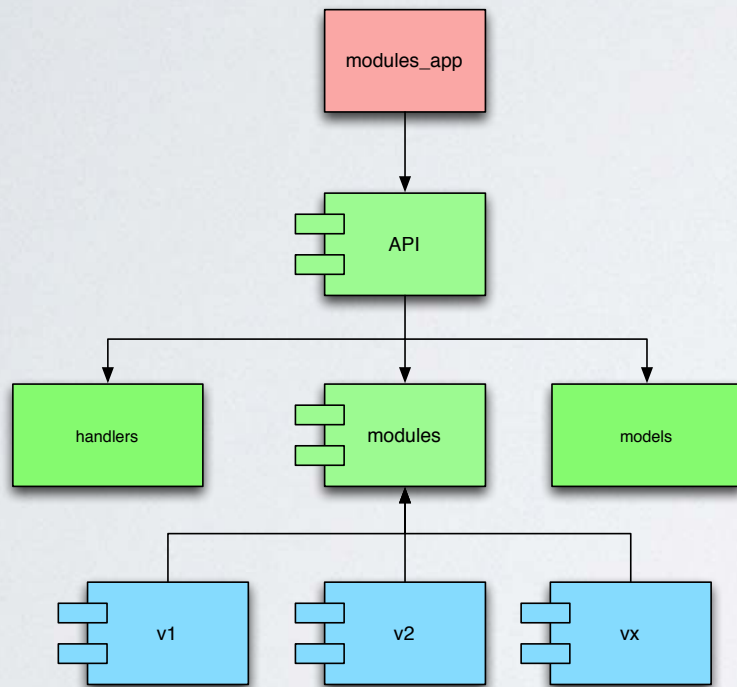 modules_app
API
handlers
modules
models
v1
v2
vx